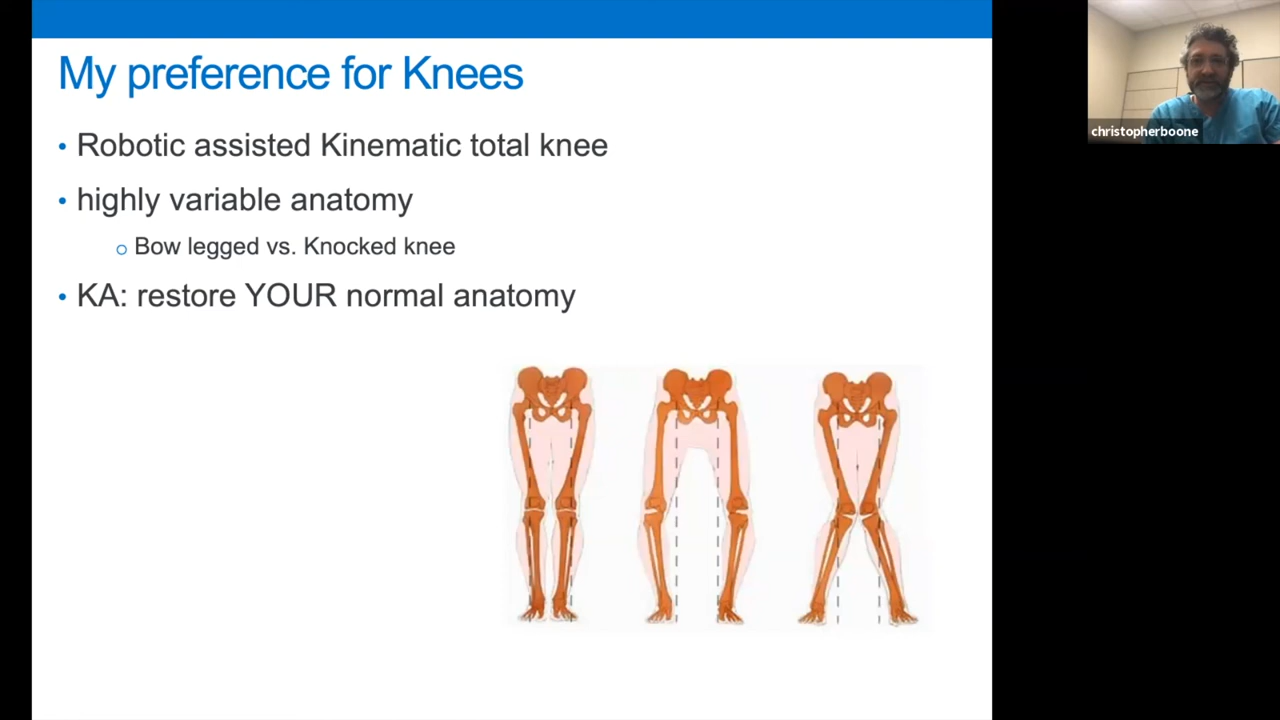 My preference for Knees
• Robotic assisted Kinematic total knee
• highly variable anatomy
o Bow legged vs. Knocked knee
• KA: restore YOUR normal anatomy
christopherboone